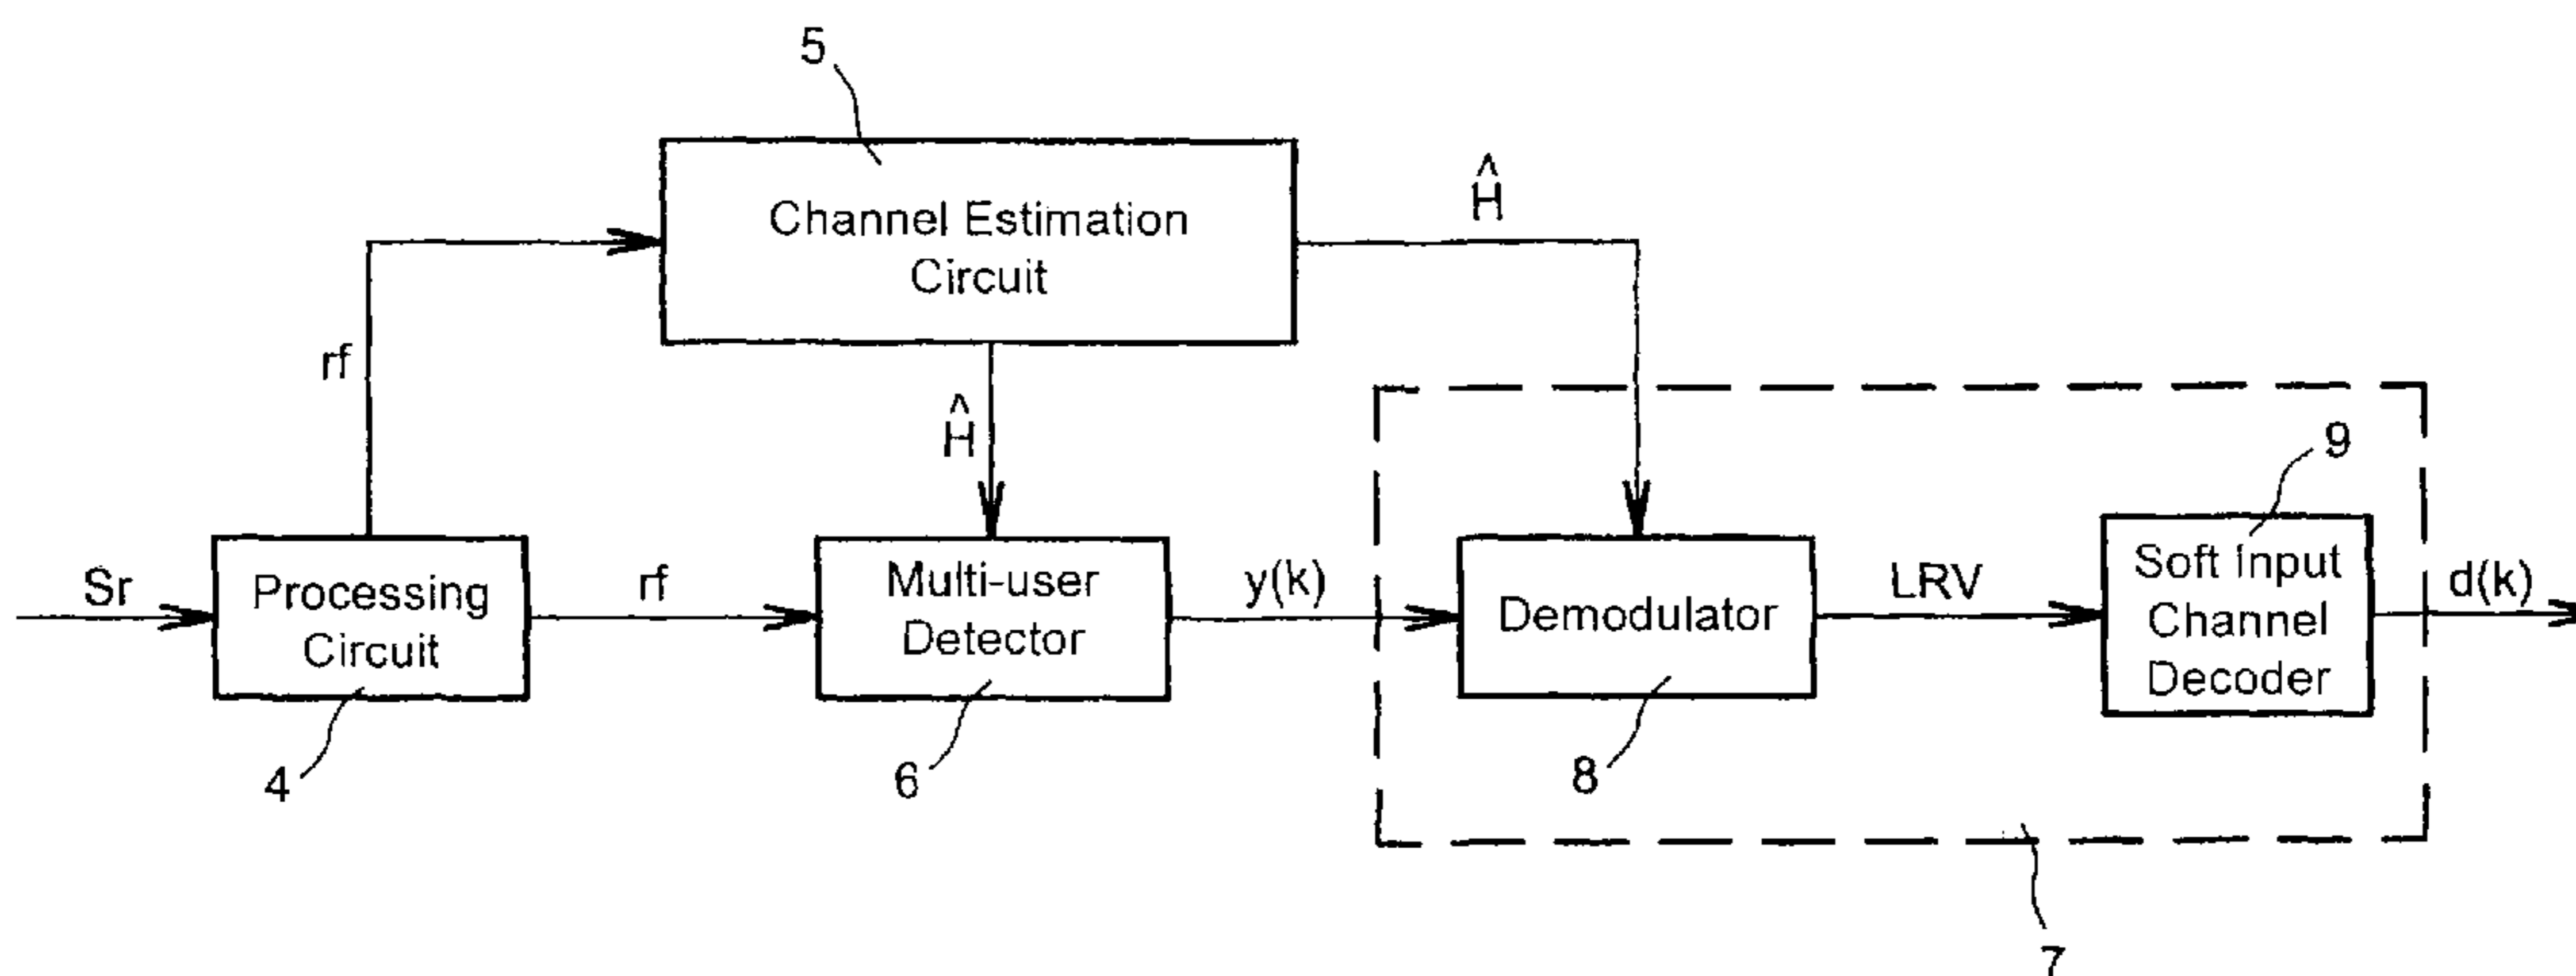 5
Channel Estimation
Circuit
Ĥ
rf
Ĥ
9
Sr
Processing
Circuit
rf
Multi-user
Detector
y(k)
Demodulator
LRV
Soft Input
Channel
Decoder
d(k)
4
6
8
7